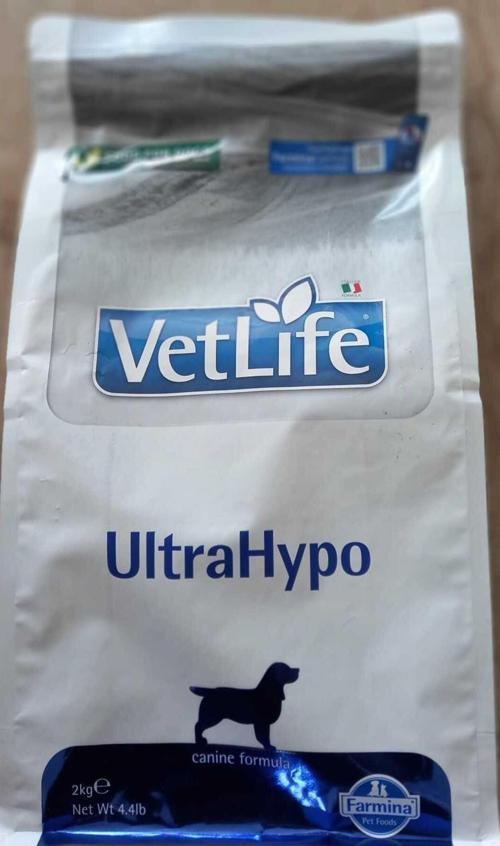 VetLife
®
UltraHypo
canine formula
2kg℮
Net Wt 4.4lb
Farmina
Pet Foods